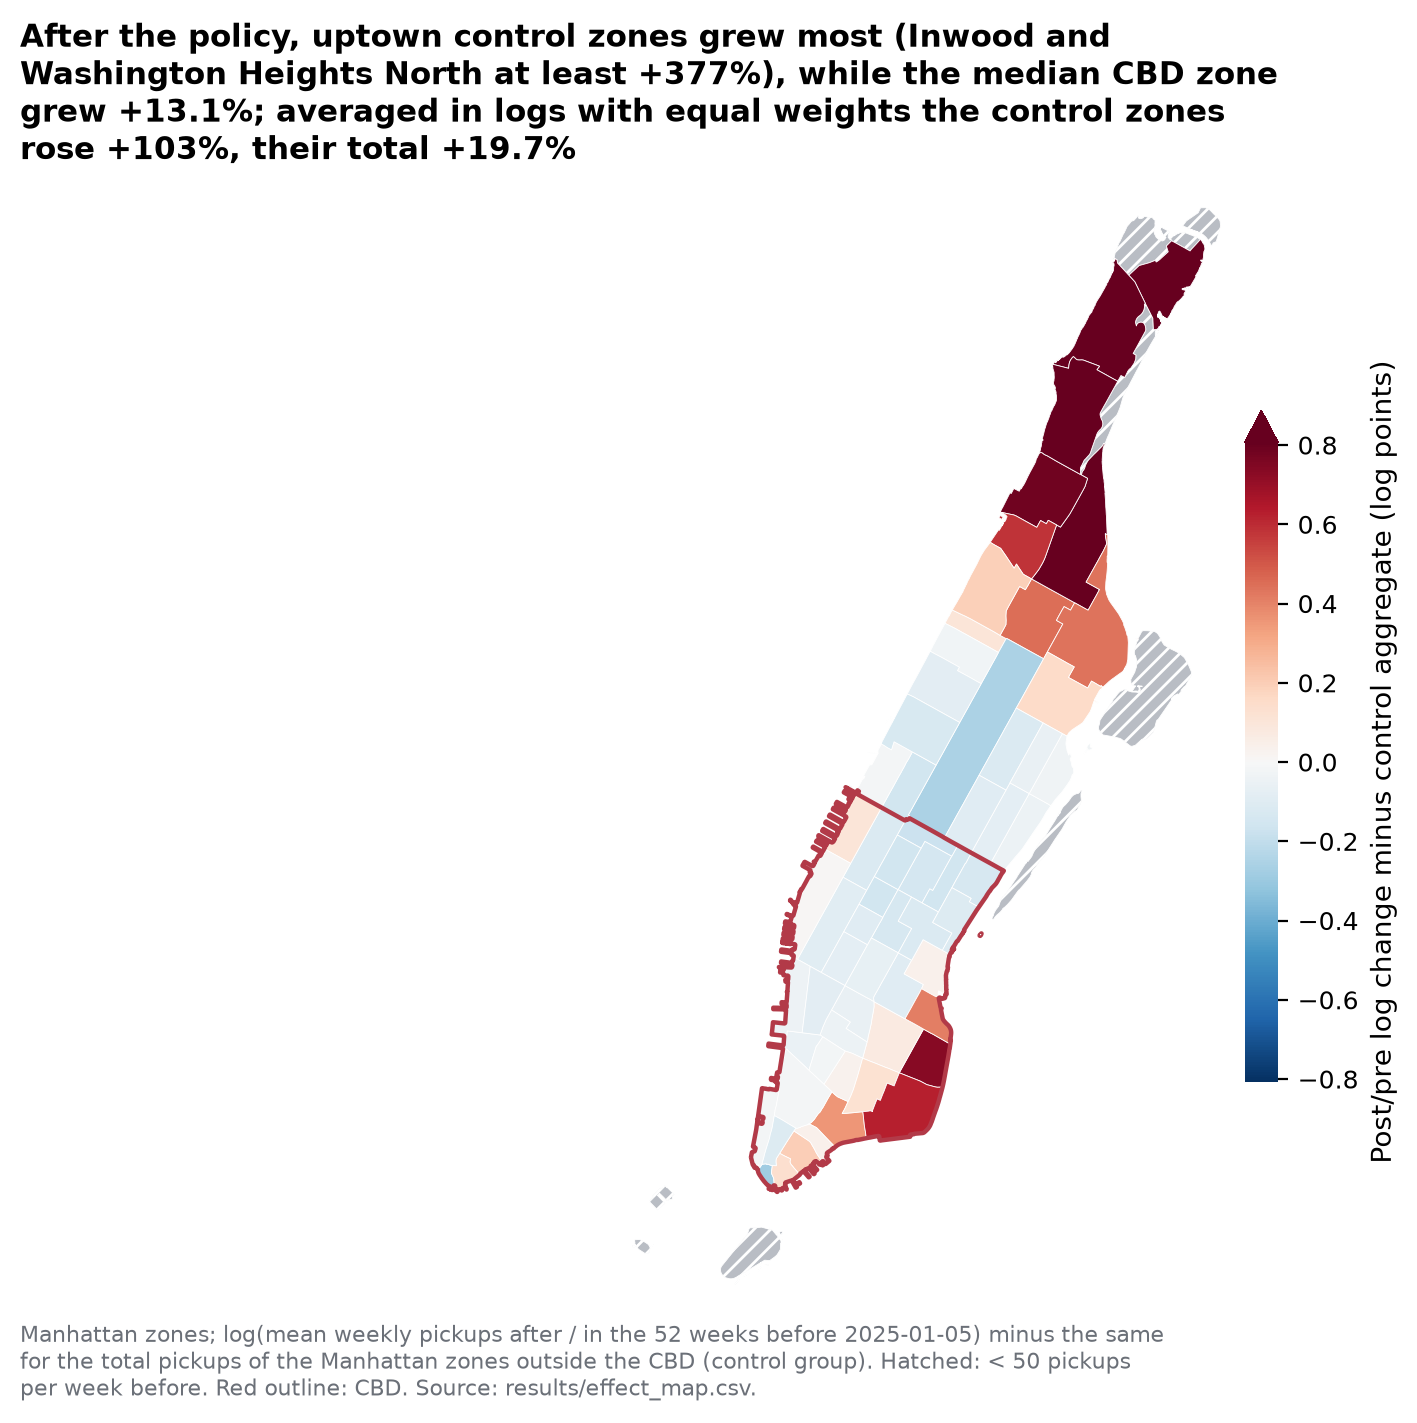 After the policy, uptown control zones grew most (Inwood and
Washington Heights North at least +377%), while the median CBD zone
grew +13.1%; averaged in logs with equal weights the control zones
rose +103%, their total +19.7%
0.8
0.6
0.4
0.2
0.0
−0.2
−0.4
−0.6
−0.8
Post/pre log change minus control aggregate (log points)
Manhattan zones; log(mean weekly pickups after / in the 52 weeks before 2025-01-05) minus the same
for the total pickups of the Manhattan zones outside the CBD (control group). Hatched: < 50 pickups
per week before. Red outline: CBD. Source: results/effect_map.csv.